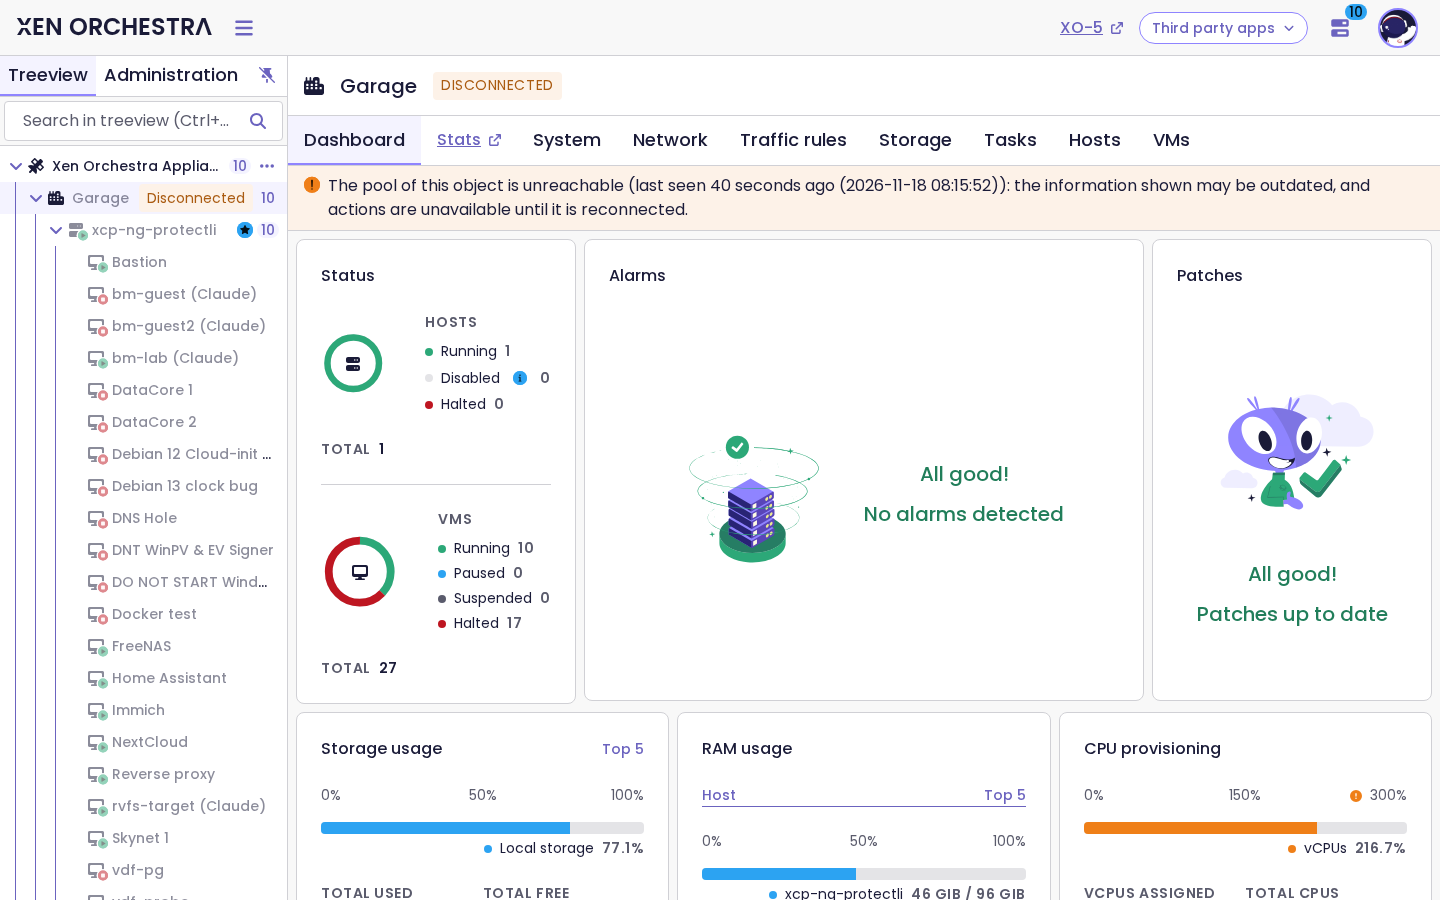 XEN ORCHESTRA
XO-5
Third party apps
10
Treeview
Administration
Search in treeview (Ctrl+...
Xen Orchestra Applia... 10
Garage Disconnected 10
xcp-ng-protectli 10
Bastion
bm-guest (Claude)
bm-guest2 (Claude)
bm-lab (Claude)
DataCore 1
DataCore 2
Debian 12 Cloud-init ...
Debian 13 clock bug
DNS Hole
DNT WinPV & EV Signer
DO NOT START Wind...
Docker test
FreeNAS
Home Assistant
Immich
NextCloud
Reverse proxy
rvfs-target (Claude)
Skynet 1
vdf-pg
Garage DISCONNECTED
Dashboard Stats System Network Traffic rules Storage Tasks Hosts VMs
The pool of this object is unreachable (last seen 40 seconds ago (2026-11-18 08:15:52)): the information shown may be outdated, and
actions are unavailable until it is reconnected.
Status
HOSTS
Running 1
Disabled 0
Halted 0
TOTAL 1
VMS
Running 10
Paused 0
Suspended 0
Halted 17
TOTAL 27
Alarms
All good!
No alarms detected
Patches
All good!
Patches up to date
Storage usage Top 5
0% 50% 100%
Local storage 77.1%
TOTAL USED TOTAL FREE
RAM usage
Host Top 5
0% 50% 100%
xcp-ng-protectli 46 GIB / 96 GIB
CPU provisioning
0% 150% 300%
vCPUs 216.7%
VCPUS ASSIGNED TOTAL CPUS